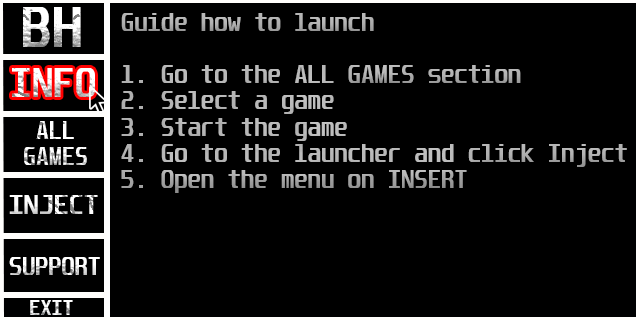 BH
INFO
ALL
GAMES
INJECT
SUPPORT
EXIT
Guide how to launch
1. Go to the ALL GAMES section
2. Select a game
3. Start the game
4. Go to the launcher and click Inject
5. Open the menu on INSERT